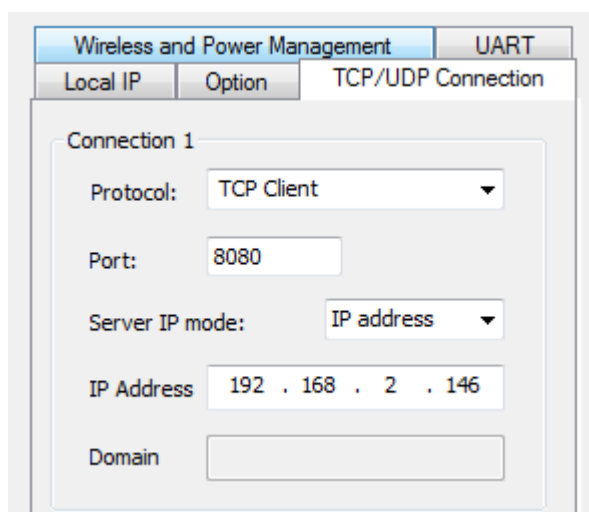 Wireless and Power Management UART
Local IP Option TCP/UDP Connection
Connection 1
Protocol: TCP Client
Port: 8080
Server IP mode: IP address
IP Address 192 . 168 . 2 . 146
Domain